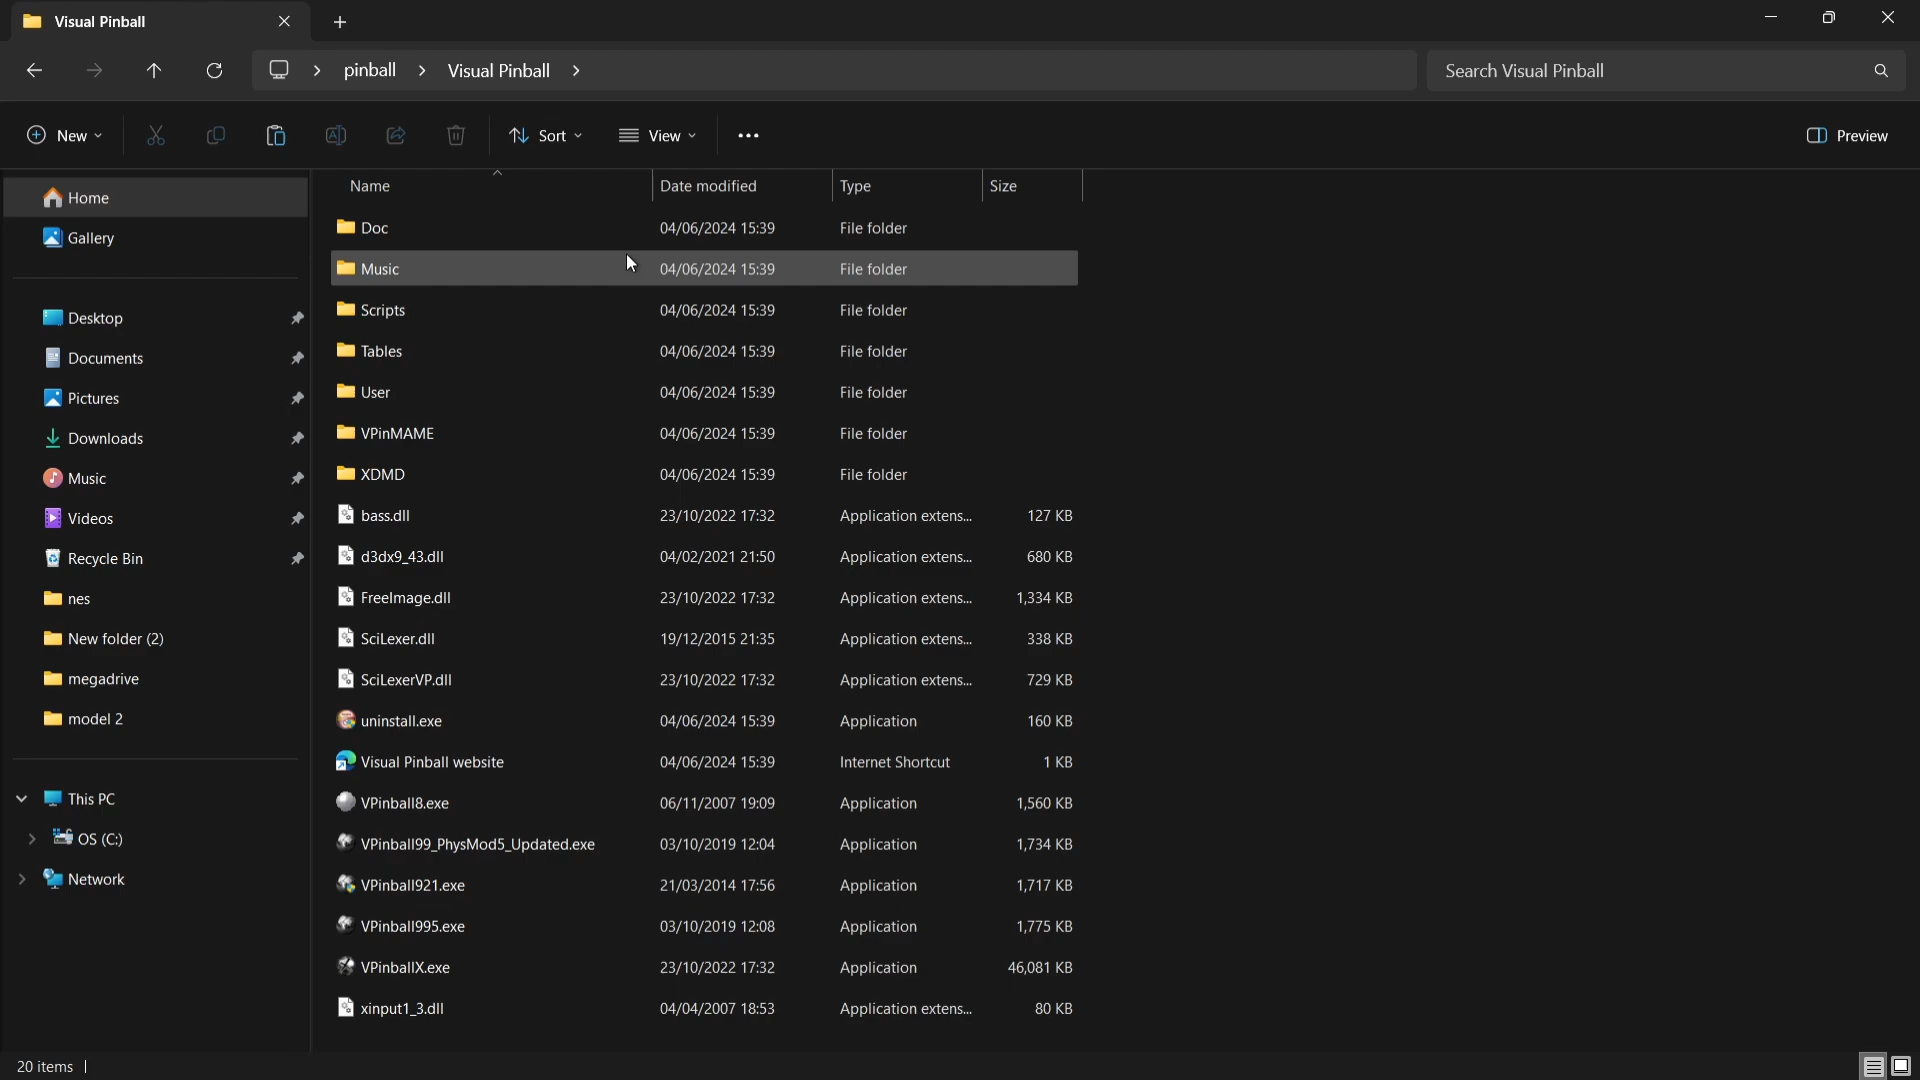 Visual Pinball
pinball Visual Pinball
Search Visual Pinball
New Sort View Preview
Home
Gallery
Desktop
Documents
Pictures
Downloads
Music
Videos
Recycle Bin
nes
New folder (2)
megadrive
model 2
This PC
OS (C:)
Network
Name Date modified Type Size
Doc 04/06/2024 15:39 File folder
Music 04/06/2024 15:39 File folder
Scripts 04/06/2024 15:39 File folder
Tables 04/06/2024 15:39 File folder
User 04/06/2024 15:39 File folder
VPinMAME 04/06/2024 15:39 File folder
XDMD 04/06/2024 15:39 File folder
bass.dll 23/10/2022 17:32 Application extens... 127 KB
d3dx9_43.dll 04/02/2021 21:50 Application extens... 680 KB
FreeImage.dll 23/10/2022 17:32 Application extens... 1,334 KB
SciLexer.dll 19/12/2015 21:35 Application extens... 338 KB
SciLexerVP.dll 23/10/2022 17:32 Application extens... 729 KB
uninstall.exe 04/06/2024 15:39 Application 160 KB
Visual Pinball website 04/06/2024 15:39 Internet Shortcut 1 KB
VPinball8.exe 06/11/2007 19:09 Application 1,560 KB
VPinball99_PhysMod5_Updated.exe 03/10/2019 12:04 Application 1,734 KB
VPinball921.exe 21/03/2014 17:56 Application 1,717 KB
VPinball995.exe 03/10/2019 12:08 Application 1,775 KB
VPinballX.exe 23/10/2022 17:32 Application 46,081 KB
xinput1_3.dll 04/04/2007 18:53 Application extens... 80 KB
20 items